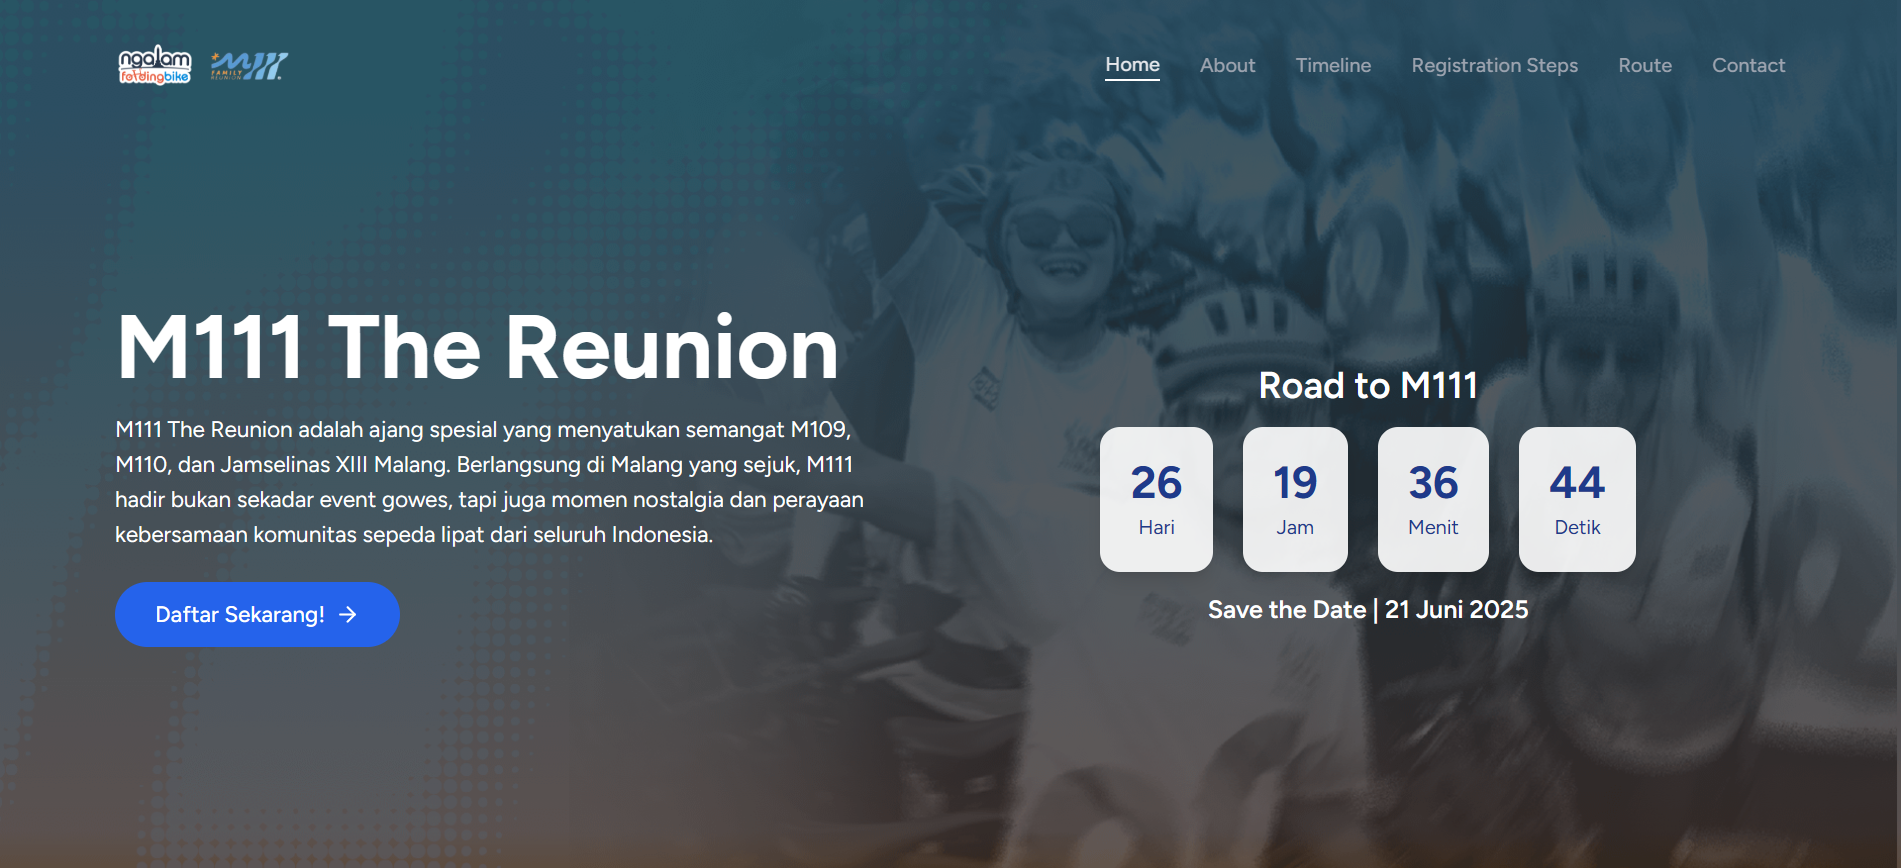 ngalam
foldingbike
M111
FAMILY
REUNION
Home
About
Timeline
Registration Steps
Route
Contact
M111 The Reunion
M111 The Reunion adalah ajang spesial yang menyatukan semangat M109,
M110, dan Jamselinas XIII Malang. Berlangsung di Malang yang sejuk, M111
hadir bukan sekadar event gowes, tapi juga momen nostalgia dan perayaan
kebersamaan komunitas sepeda lipat dari seluruh Indonesia.
Daftar Sekarang! →
Road to M111
26 19 36 44
Hari Jam Menit Detik
Save the Date | 21 Juni 2025